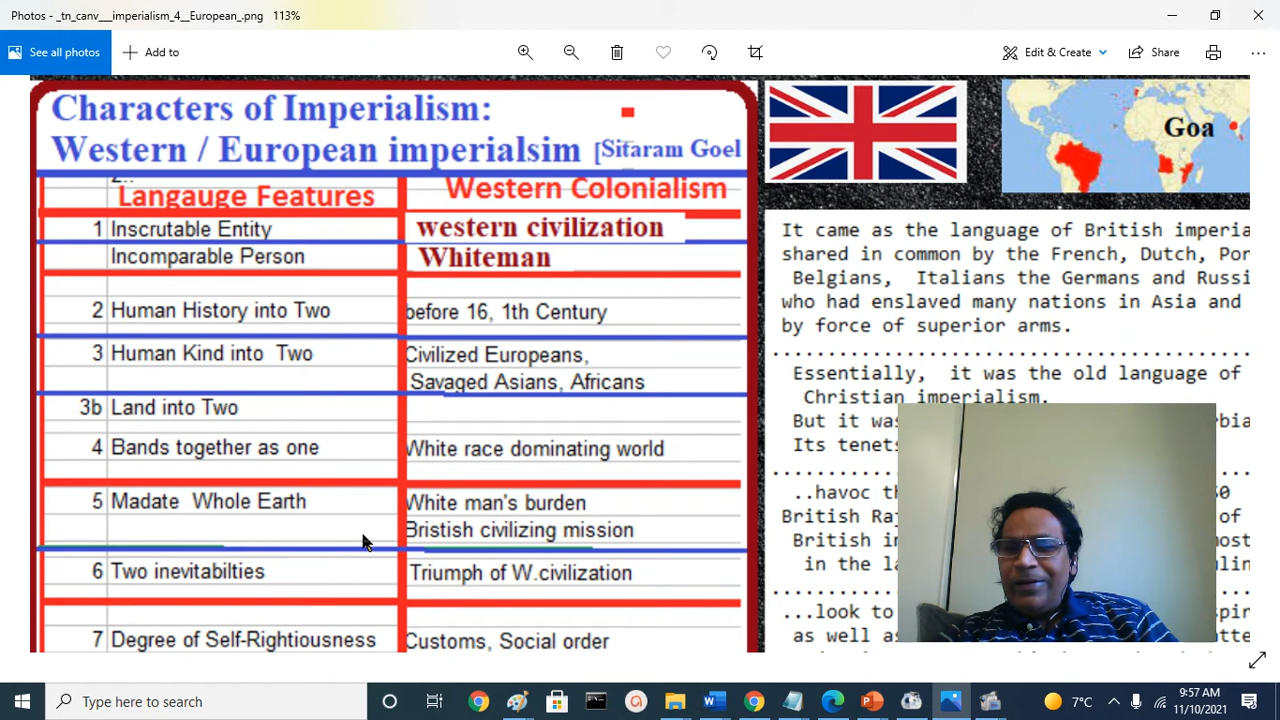 Photos - _tn_canv___imperialism_4__European_.png 113%
See all photos
Add to
Edit & Create
Share
Characters of Imperialism:
Western / European imperialsim [Sitaram Goel
Langauge Features Western Colonialism
1 Inscrutable Entity western civilization
Incomparable Person Whiteman
2 Human History into Two before 16, 1th Century
3 Human Kind into Two Civilized Europeans,
Savaged Asians, Africans
3b Land into Two
4 Bands together as one White race dominating world
5 Madate Whole Earth White man's burden
Bristish civilizing mission
6 Two inevitabilties Triumph of W.civilization
7 Degree of Self-Rightiousness Customs, Social order
Goa
It came as the language of British imperia
shared in common by the French, Dutch, Por
Belgians, Italians the Germans and Russi
who had enslaved many nations in Asia and
by force of superior arms.
Essentially, it was the old language of
Christian imperialism.
But it was
Its tenets
..havoc th
British Raj of
British in most
in the la
...look to
as well as
Type here to search
7°C
9:57 AM
11/10/2021